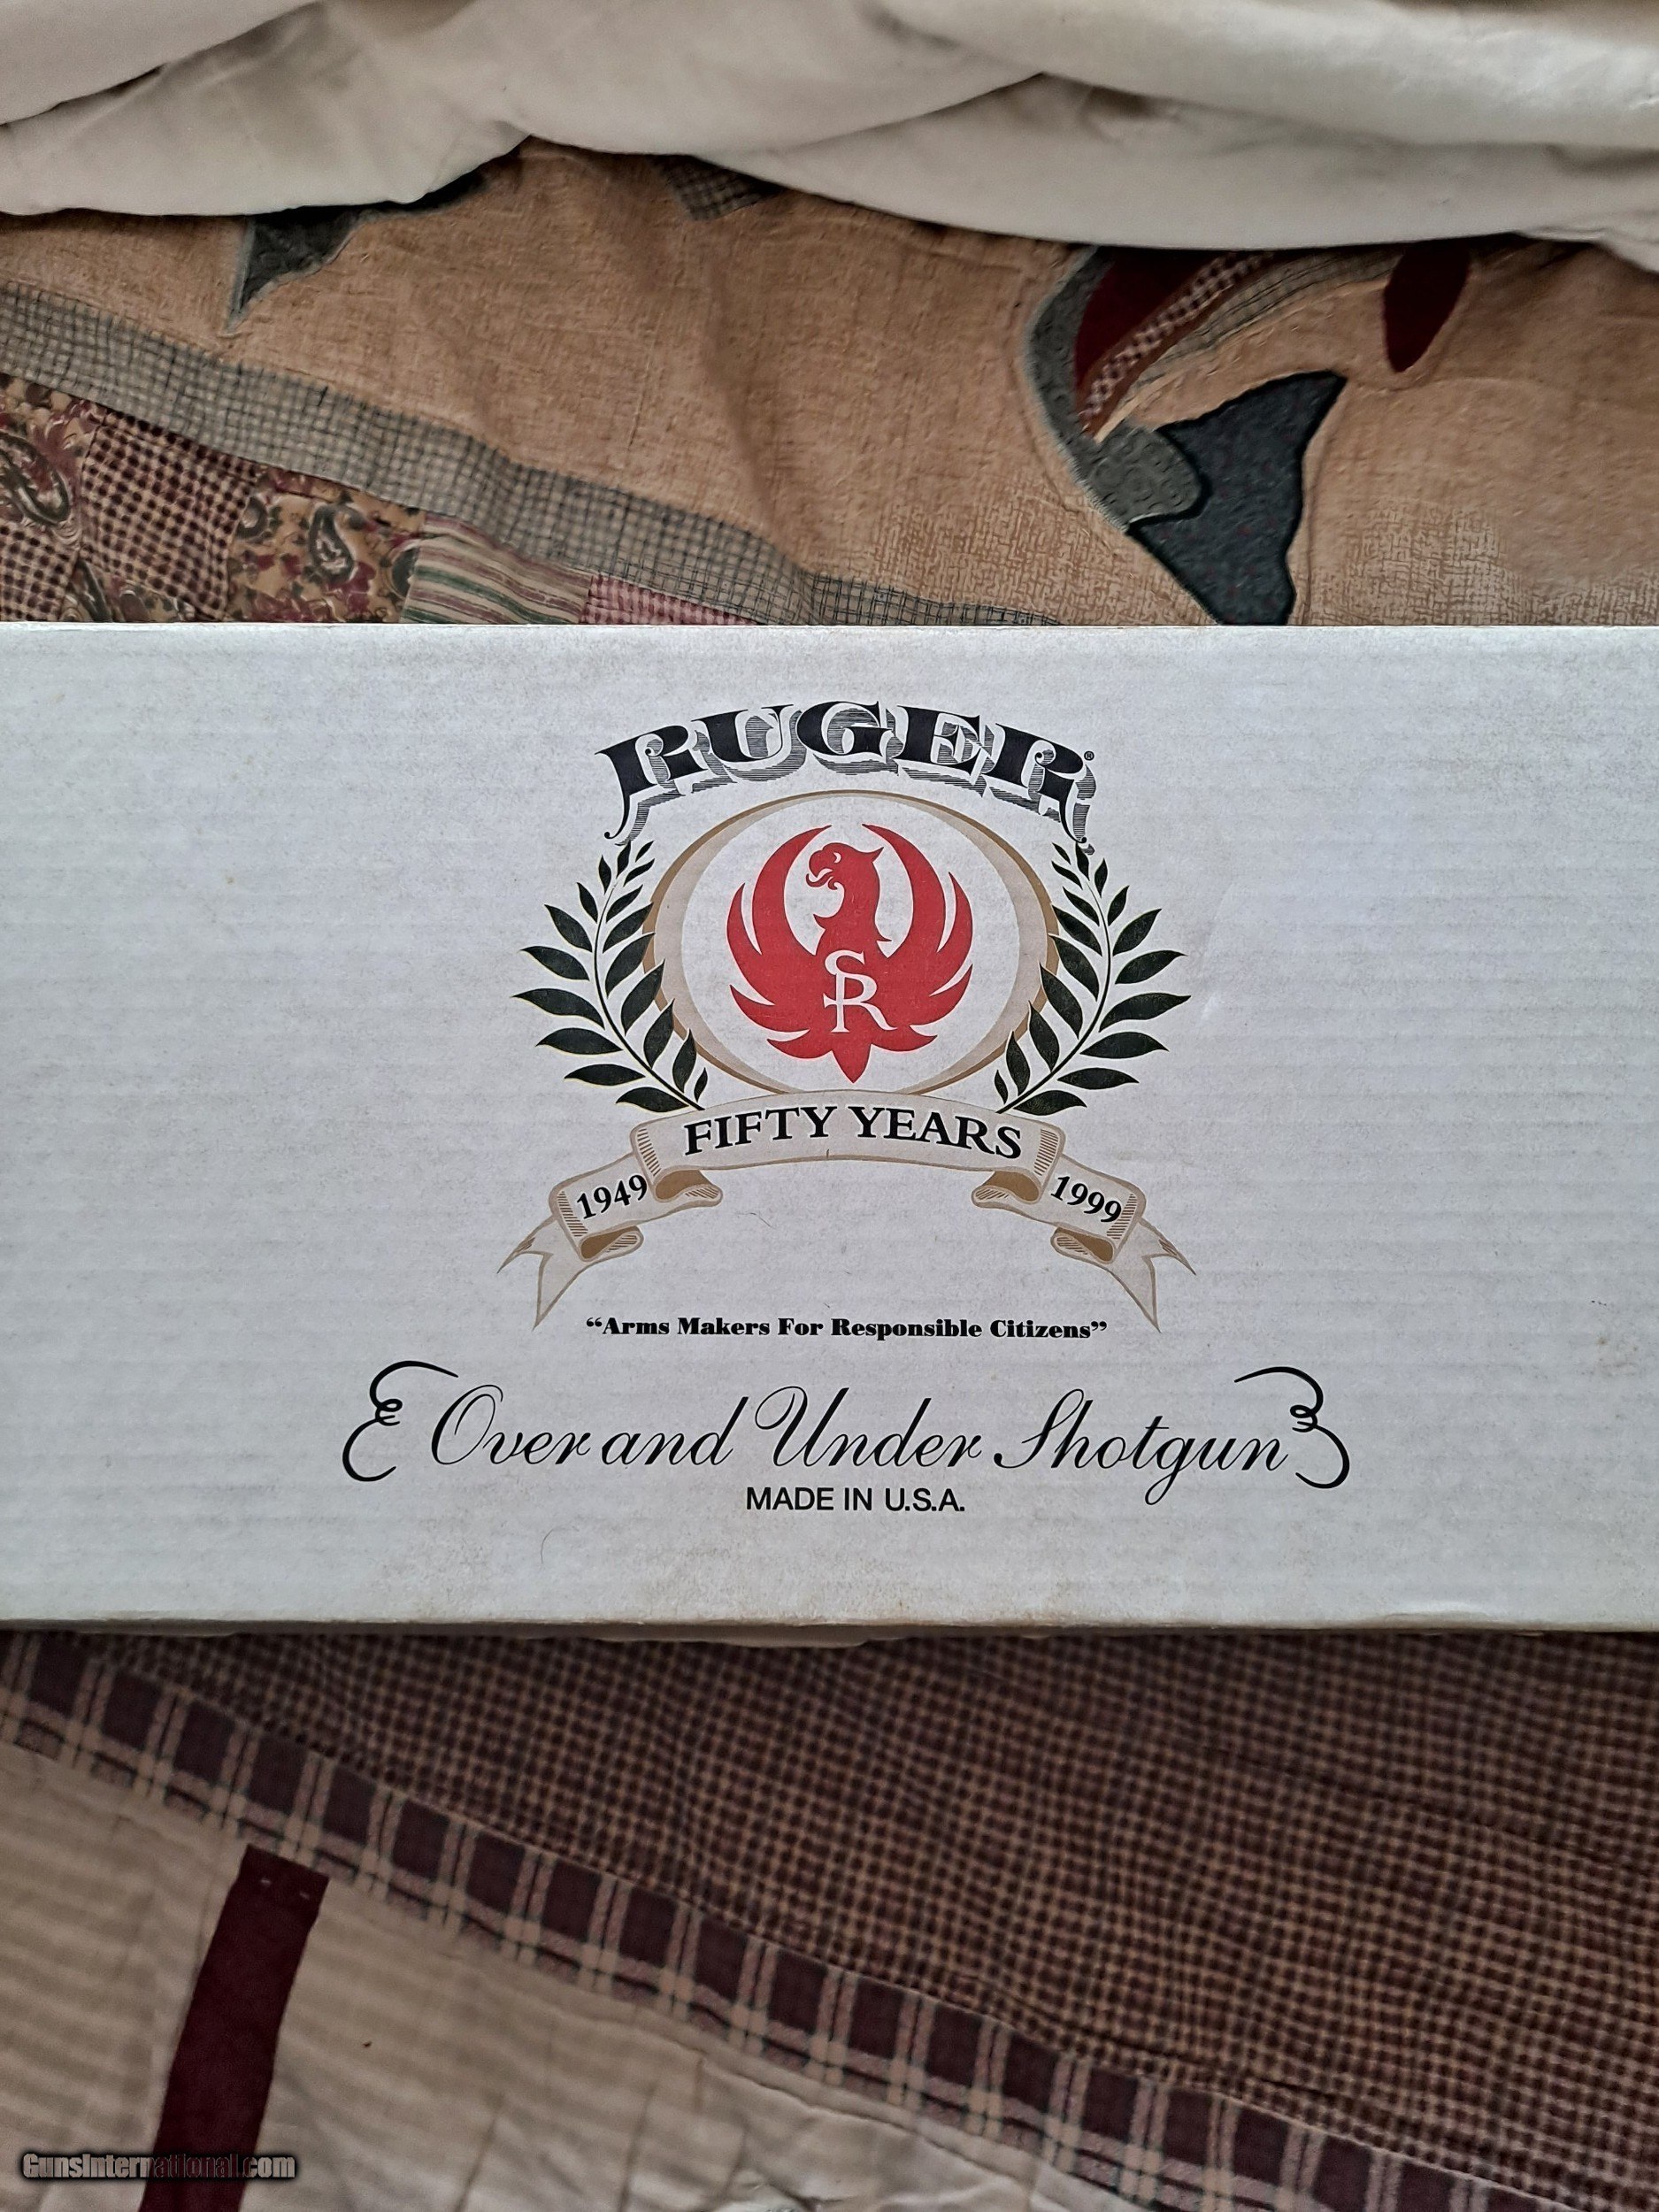 RUGER®
SR
FIFTY YEARS
1949 1999
“Arms Makers For Responsible Citizens”
Over and Under Shotgun
MADE IN U.S.A.
GunsInternational.com